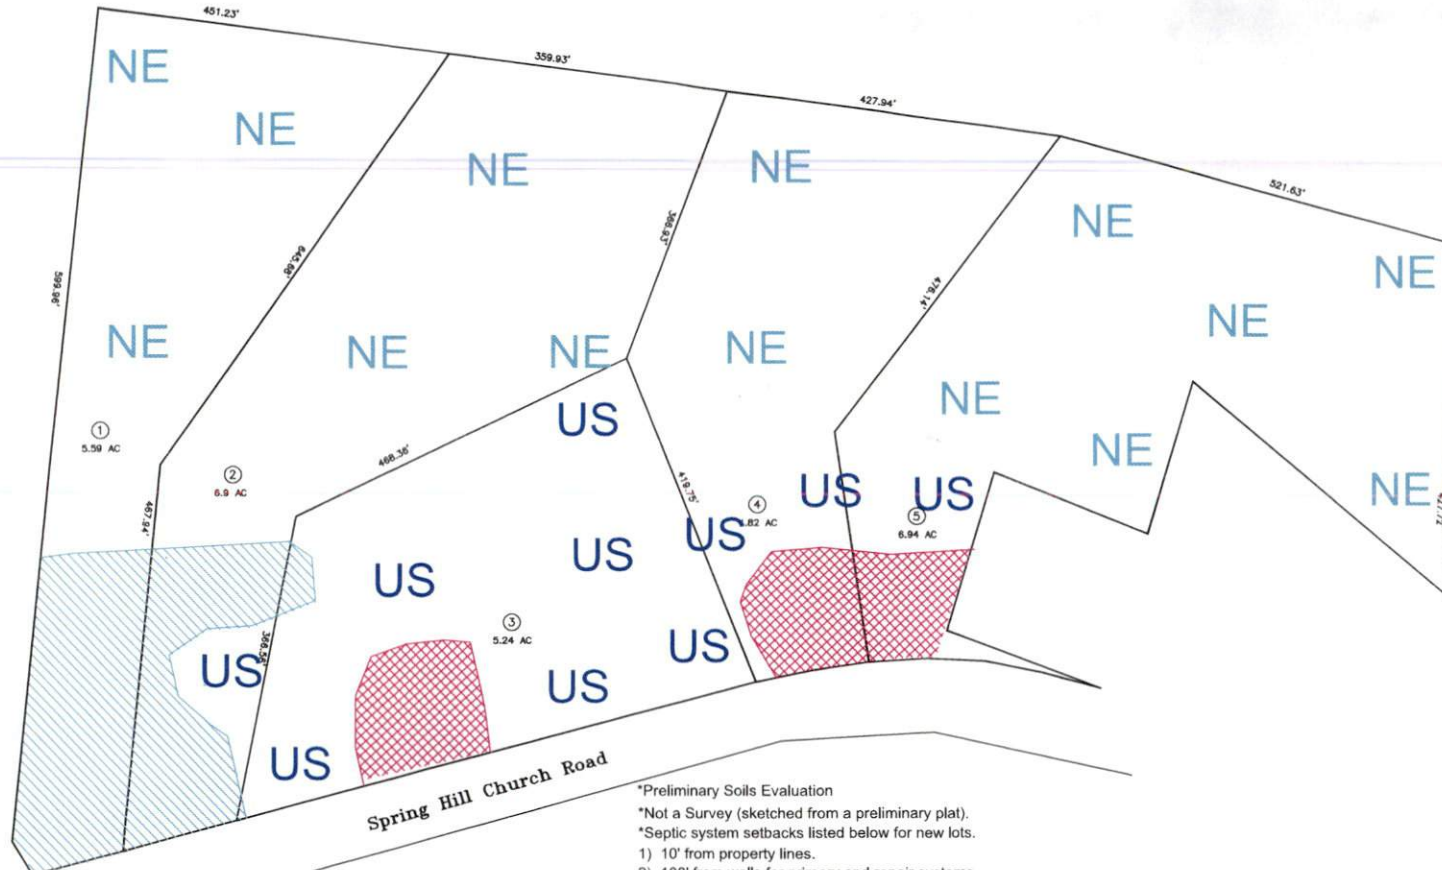 451.23'
359.93'
427.94'
521.63'
NE
NE
NE
NE
NE
NE
NE
366.93'
645.68'
599.96'
476.14'
NE
NE
NE
NE
NE
NE
NE
NE
US
1
5.59 AC
2
6.9 AC
468.36'
467.94'
419.75'
4
.82 AC
US
US
5
6.94 AC
US
US
US
3
5.24 AC
US
US
US
US
Spring Hill Church Road
*Preliminary Soils Evaluation
*Not a Survey (sketched from a preliminary plat).
*Septic system setbacks listed below for new lots.
1) 10' from property lines.